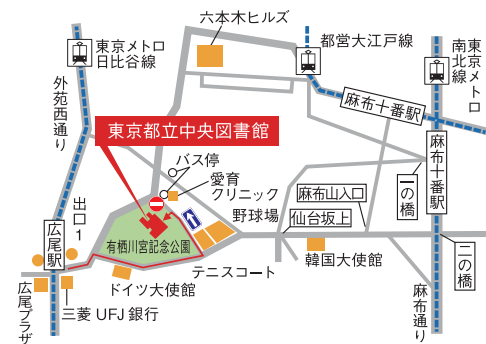 六本木ヒルズ
東京メトロ
日比谷線
都営大江戸線
東京メトロ
南北線
外苑西通り
麻布十番駅
東京都立中央図書館
バス停
愛育
クリニック
麻布十番駅
一の橋
出口1
野球場
麻布山入口
仙台坂上
有栖川宮記念公園
広尾駅
テニスコート
韓国大使館
二の橋
ドイツ大使館
麻布通り
広尾プラザ
三菱UFJ銀行